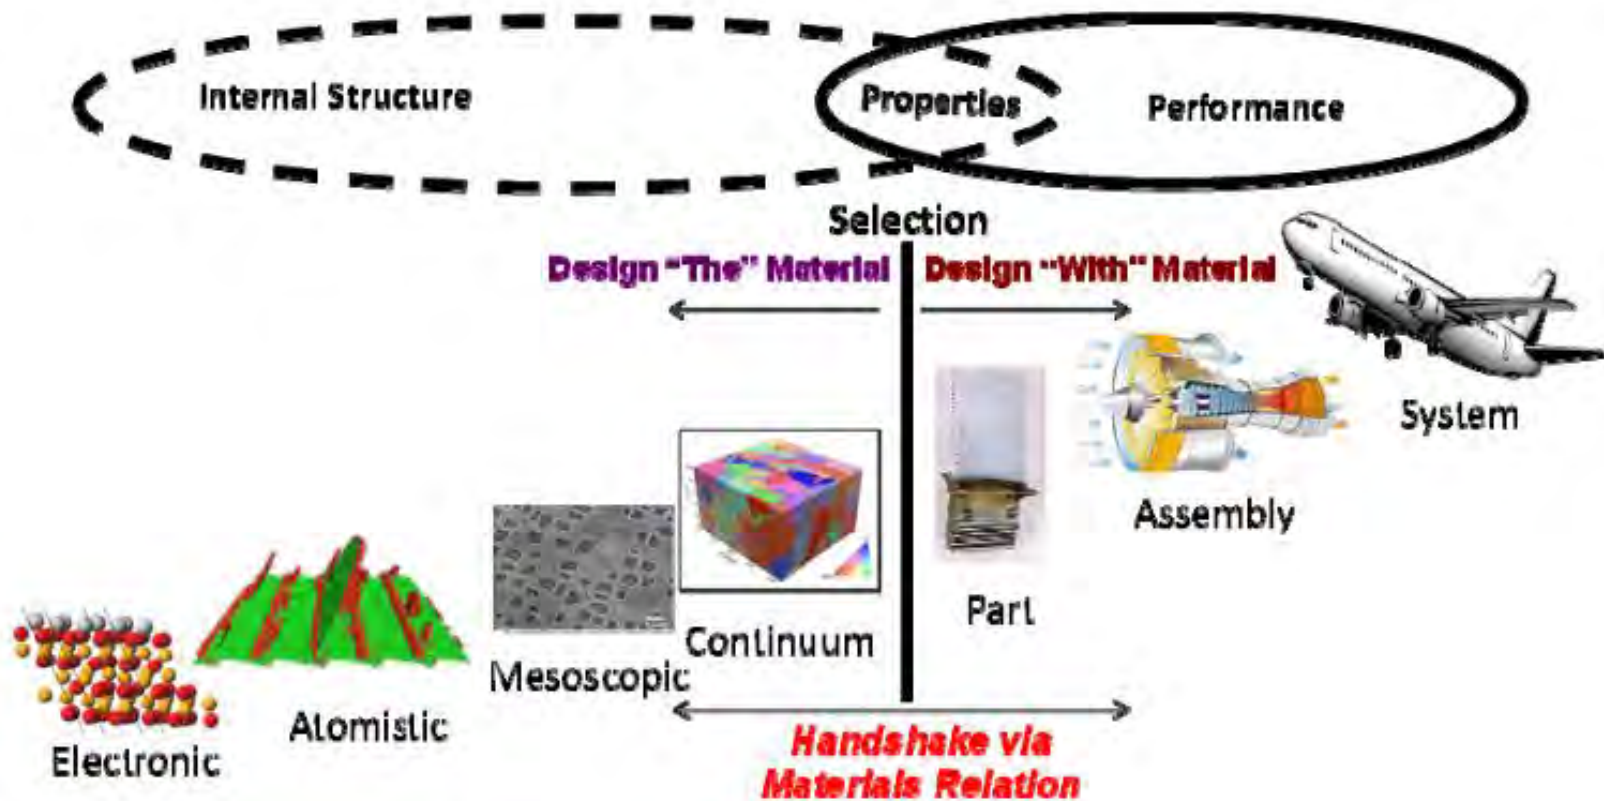 Internal Structure
Properties
Performance
Selection
Design "The" Material
Design "With" Material
System
Assembly
Part
Continuum
Mesoscopic
Atomistic
Electronic
Handshake via
Materials Relation